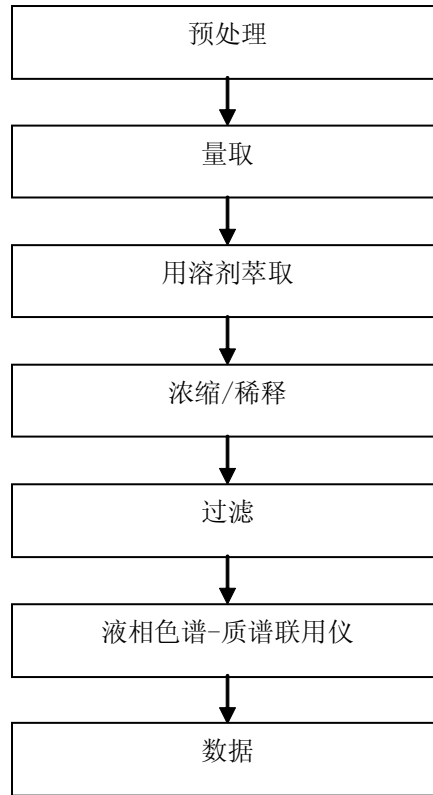 预处理
量取
用溶剂萃取
浓缩/稀释
过滤
液相色谱-质谱联用仪
数据